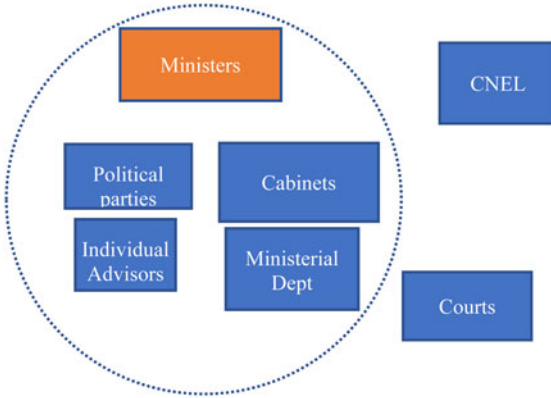 Ministers
CNEL
Political
parties
Cabinets
Individual
Advisors
Ministerial
Dept
Courts